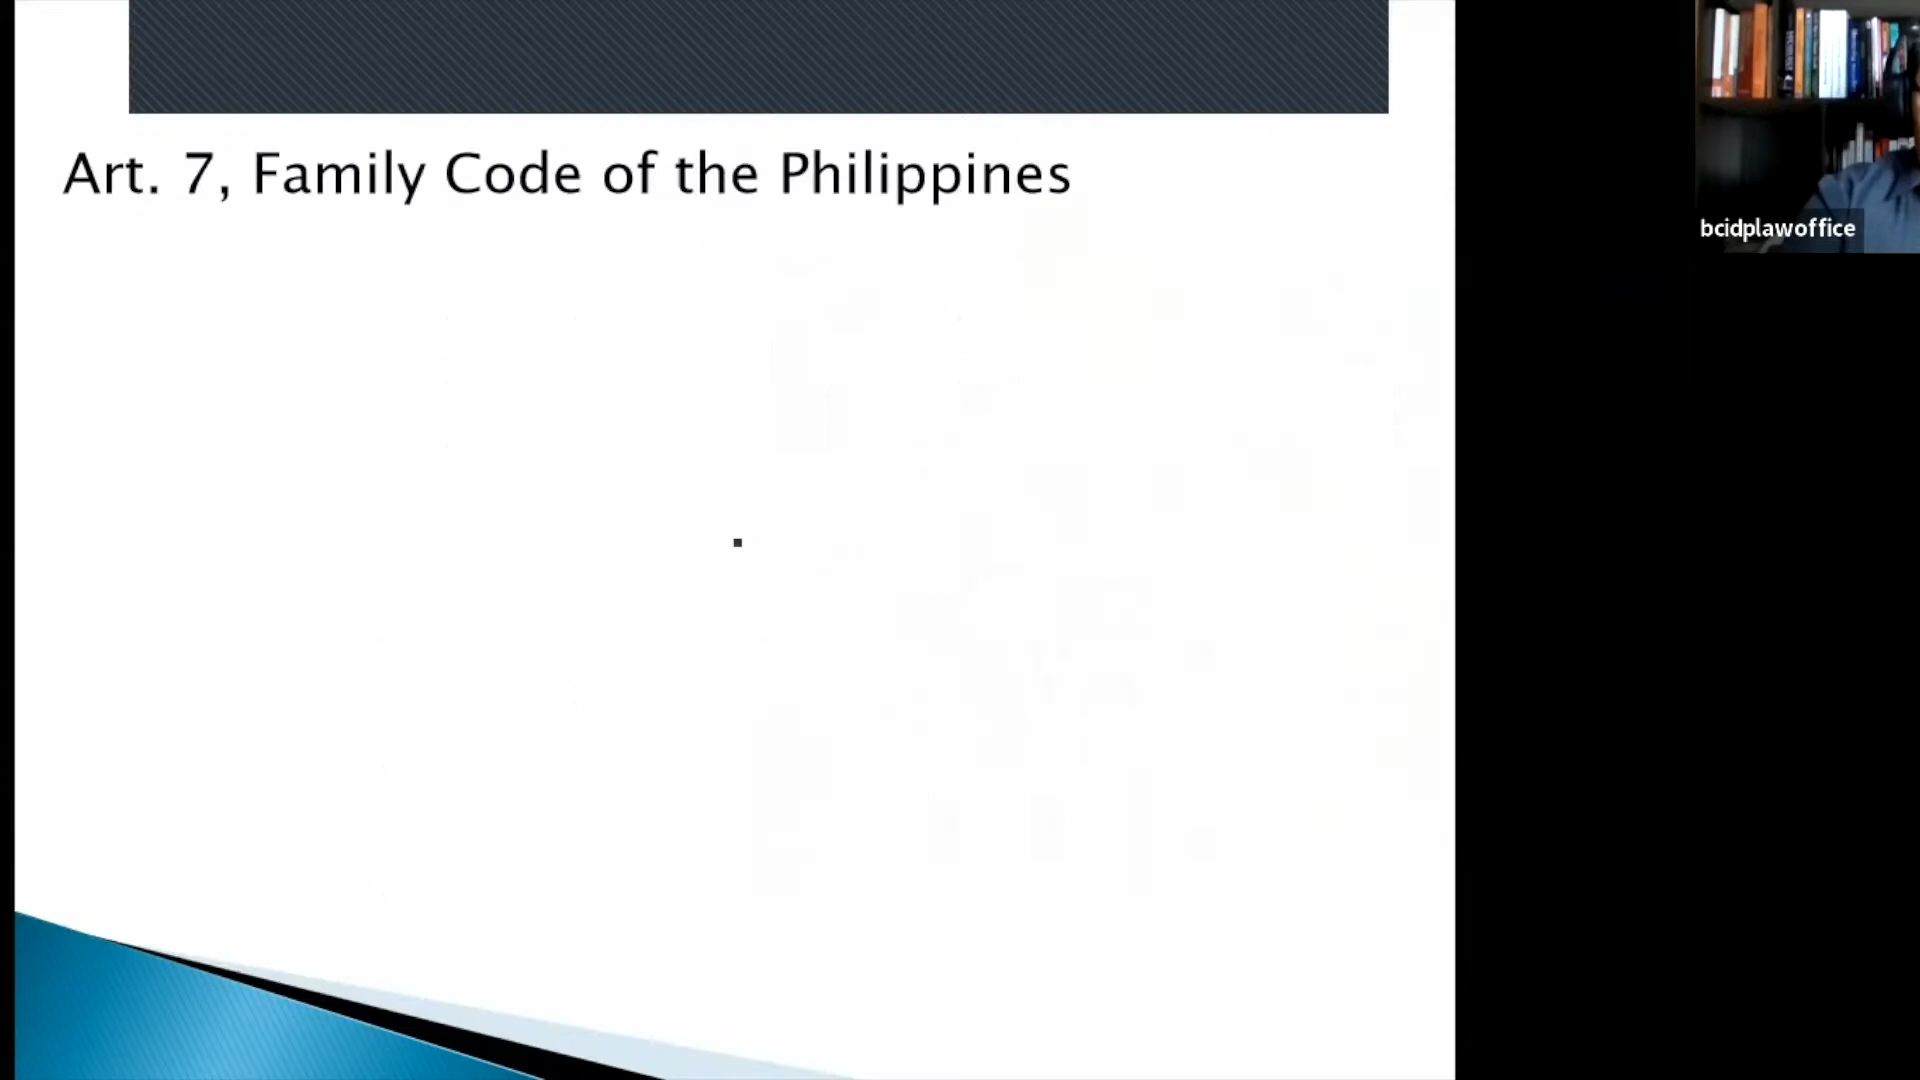 Art. 7, Family Code of the Philippines
bcidplawoffice